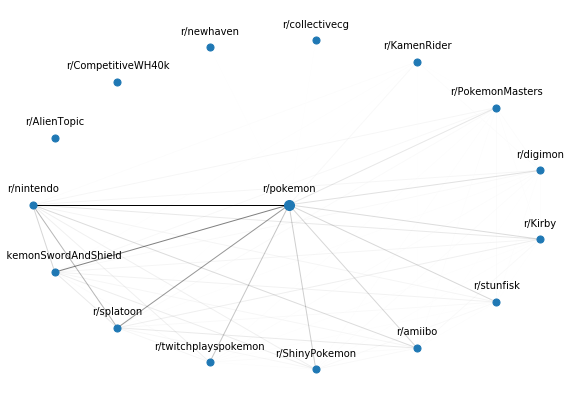 r/collectivecg
r/newhaven
r/KamenRider
r/CompetitiveWH40k
r/PokemonMasters
r/AlienTopic
r/digimon
r/nintendo
r/pokemon
r/Kirby
kemonSwordAndShield
r/stunfisk
r/splatoon
r/amiibo
r/twitchplayspokemon
r/ShinyPokemon